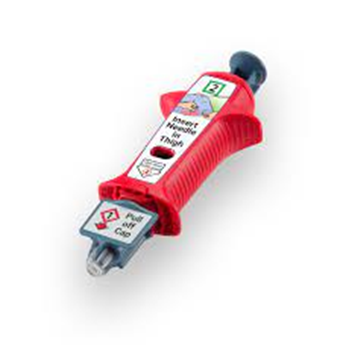 2
Insert
Needle
in
Thigh
1
Pull
off
Cap